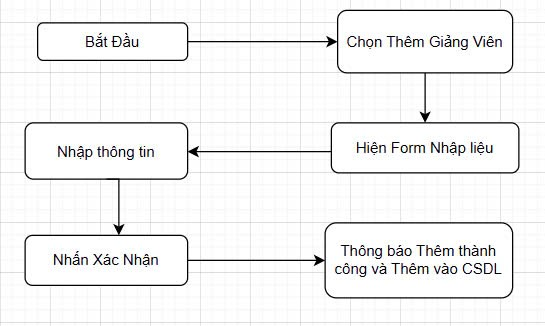 Bắt Đầu
Chọn Thêm Giảng Viên
Hiện Form Nhập liệu
Nhập thông tin
Nhấn Xác Nhận
Thông báo Thêm thành
công và Thêm vào CSDL